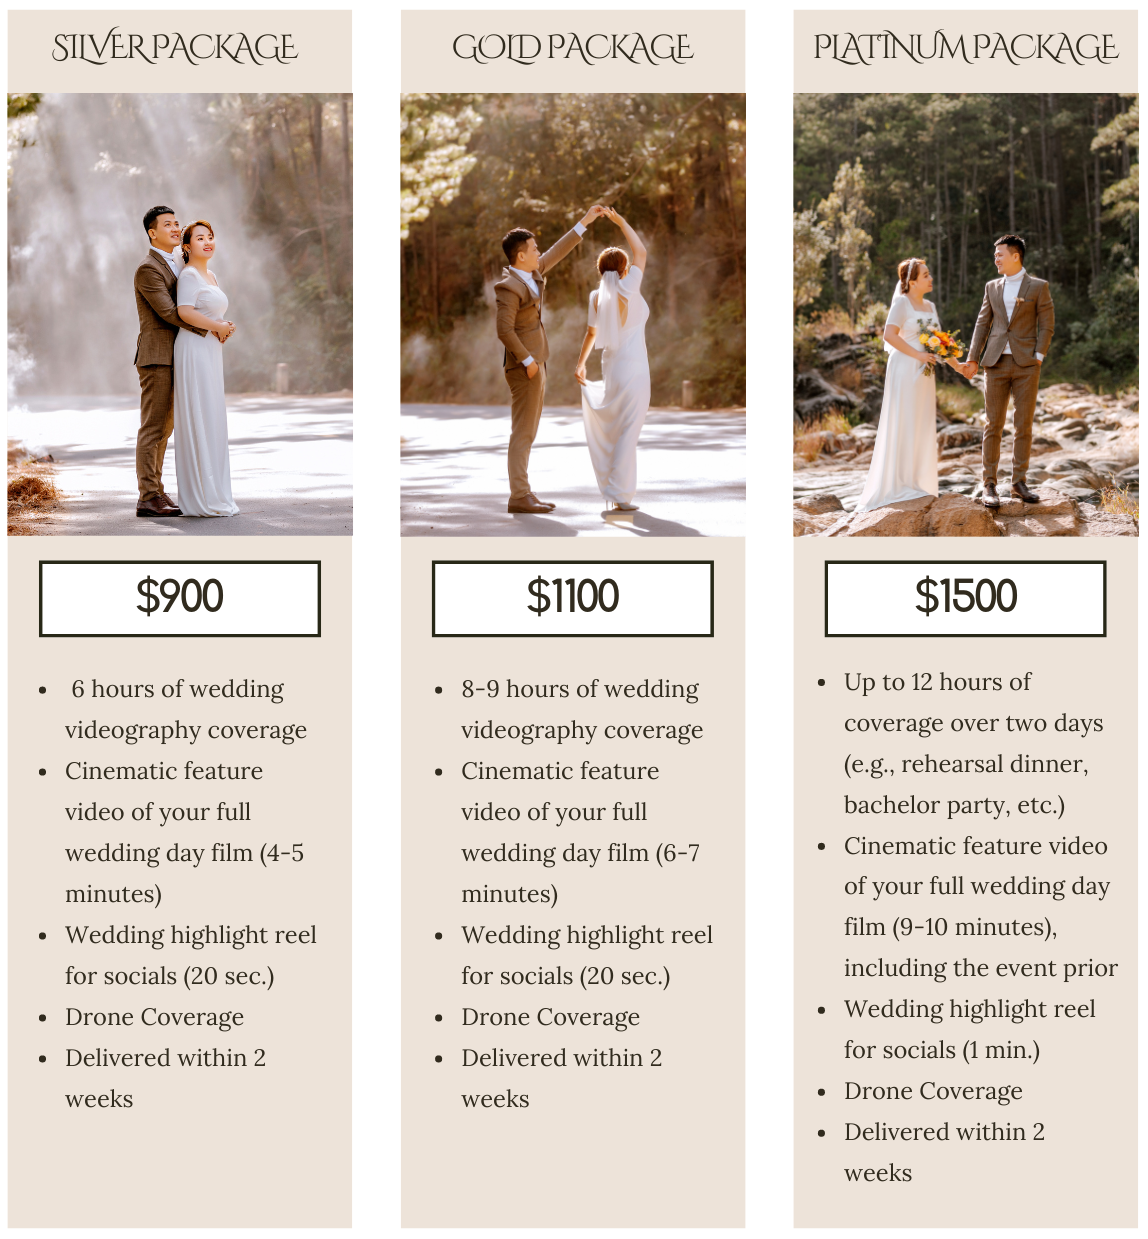 SILVER PACKAGE
$900
• 6 hours of wedding
videography coverage
• Cinematic feature
video of your full
wedding day film (4-5
minutes)
• Wedding highlight reel
for socials (20 sec.)
• Drone Coverage
• Delivered within 2
weeks
GOLD PACKAGE
$1100
• 8-9 hours of wedding
videography coverage
• Cinematic feature
video of your full
wedding day film (6-7
minutes)
• Wedding highlight reel
for socials (20 sec.)
• Drone Coverage
• Delivered within 2
weeks
PLATINUM PACKAGE
$1500
• Up to 12 hours of
coverage over two days
(e.g., rehearsal dinner,
bachelor party, etc.)
• Cinematic feature video
of your full wedding day
film (9-10 minutes),
including the event prior
• Wedding highlight reel
for socials (1 min.)
• Drone Coverage
• Delivered within 2
weeks